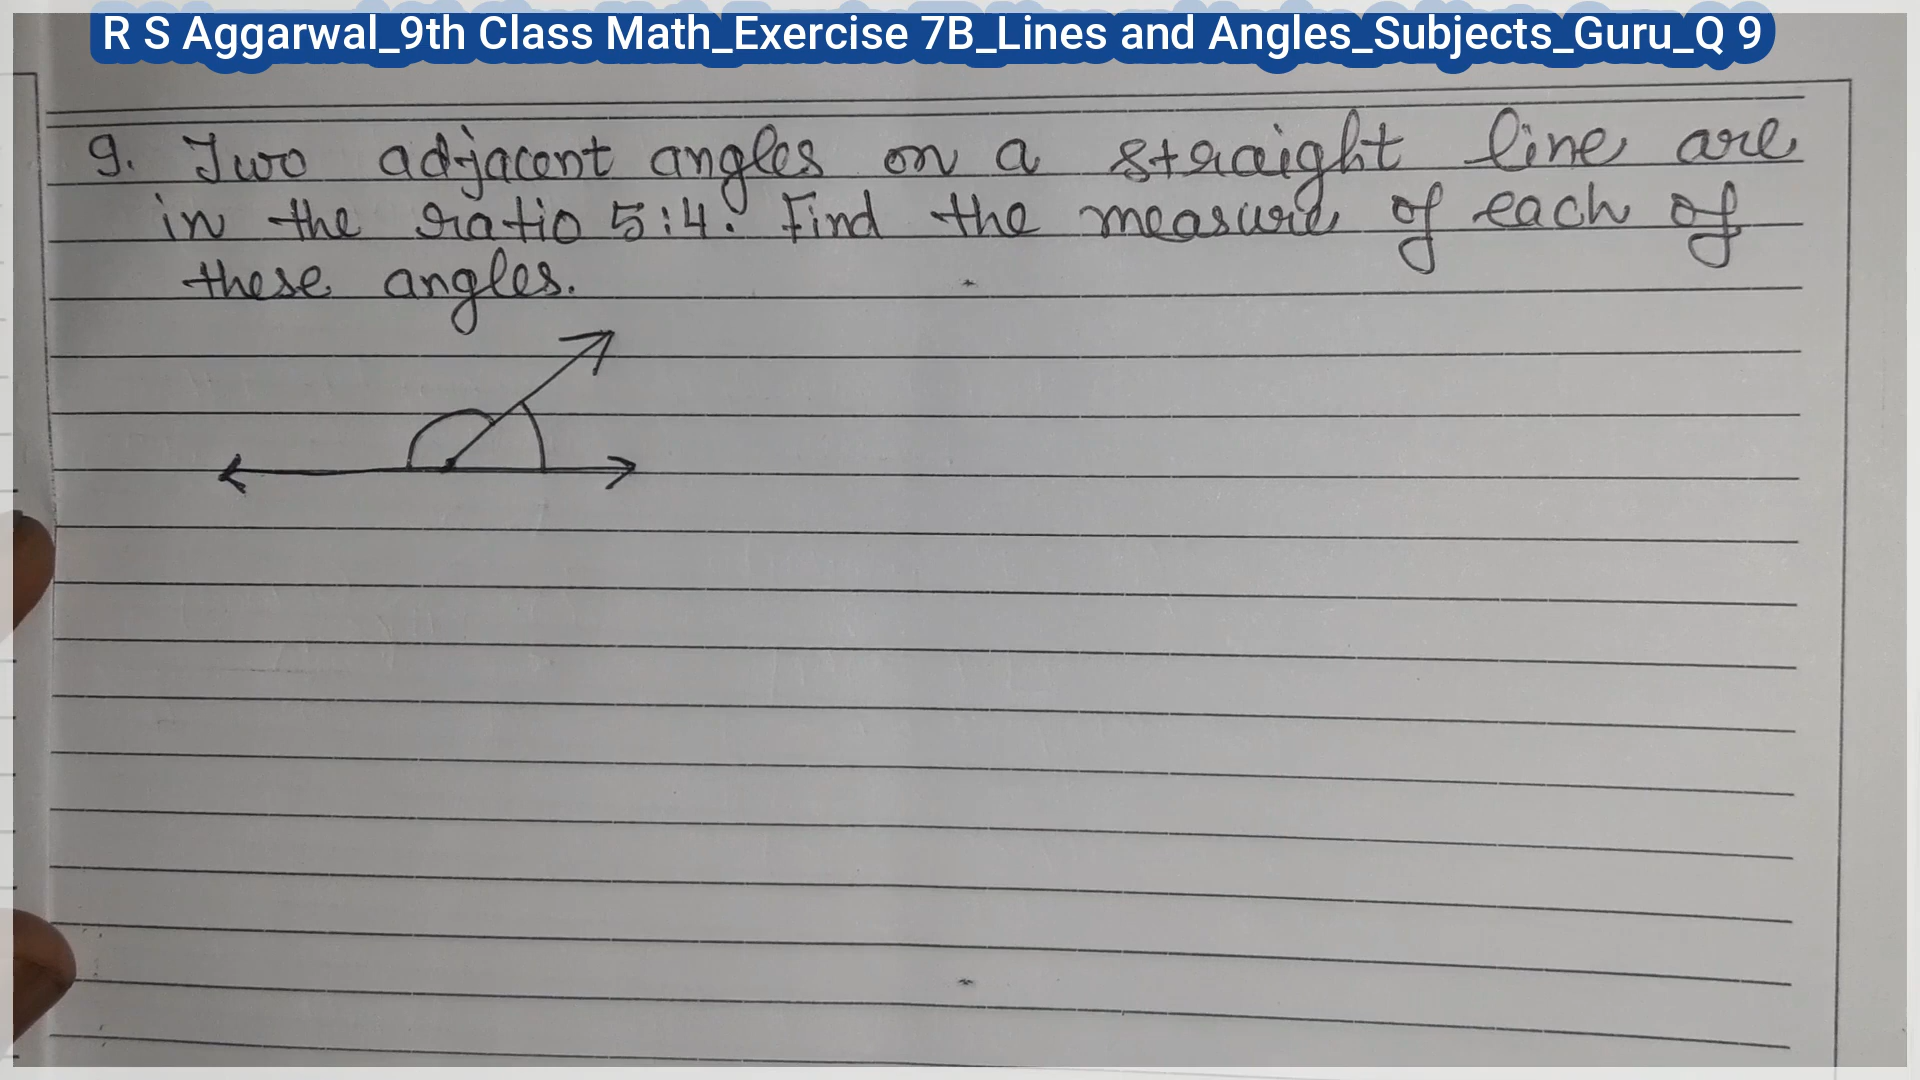 R S Aggarwal_9th Class Math_Exercise 7B_Lines and Angles_Subjects_Guru_Q 9
9. Two adjacent angles on a straight line are
in the ratio 5:4. Find the measure of each of
these angles.